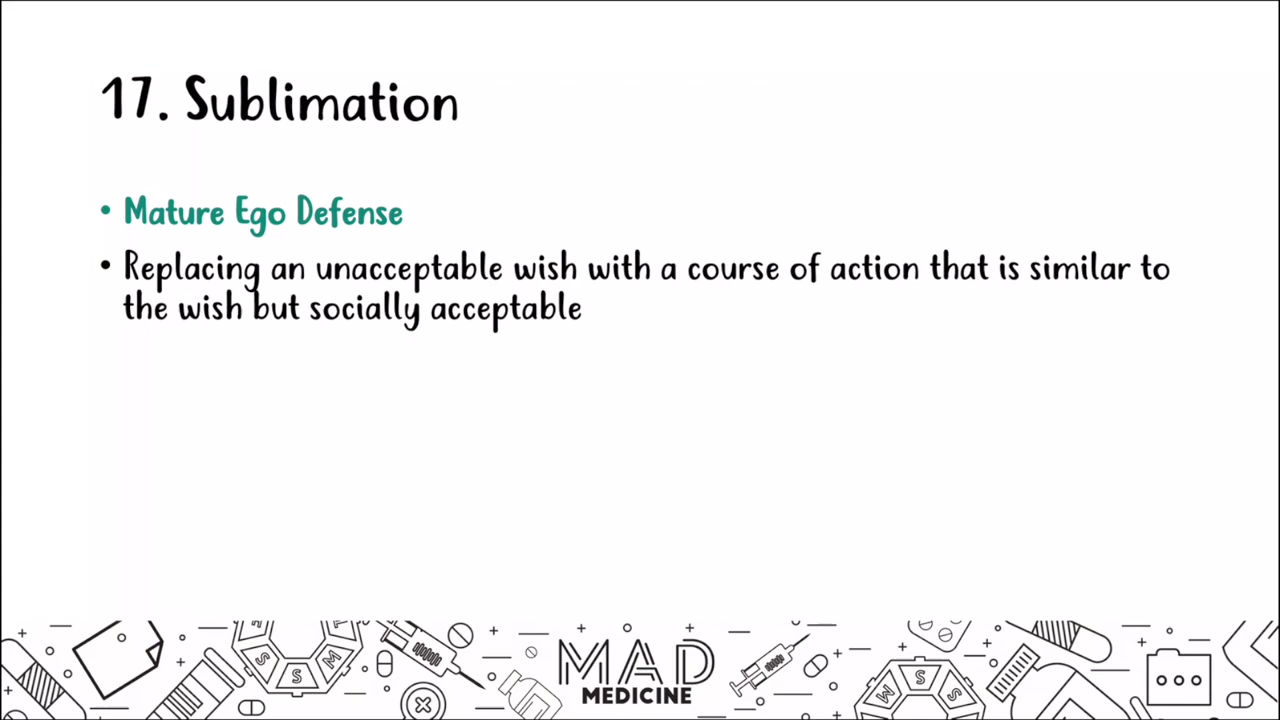 17. Sublimation
• Mature Ego Defense
• Replacing an unacceptable wish with a course of action that is similar to
the wish but socially acceptable
S
S
M
MAD
MEDICINE
M
S
S